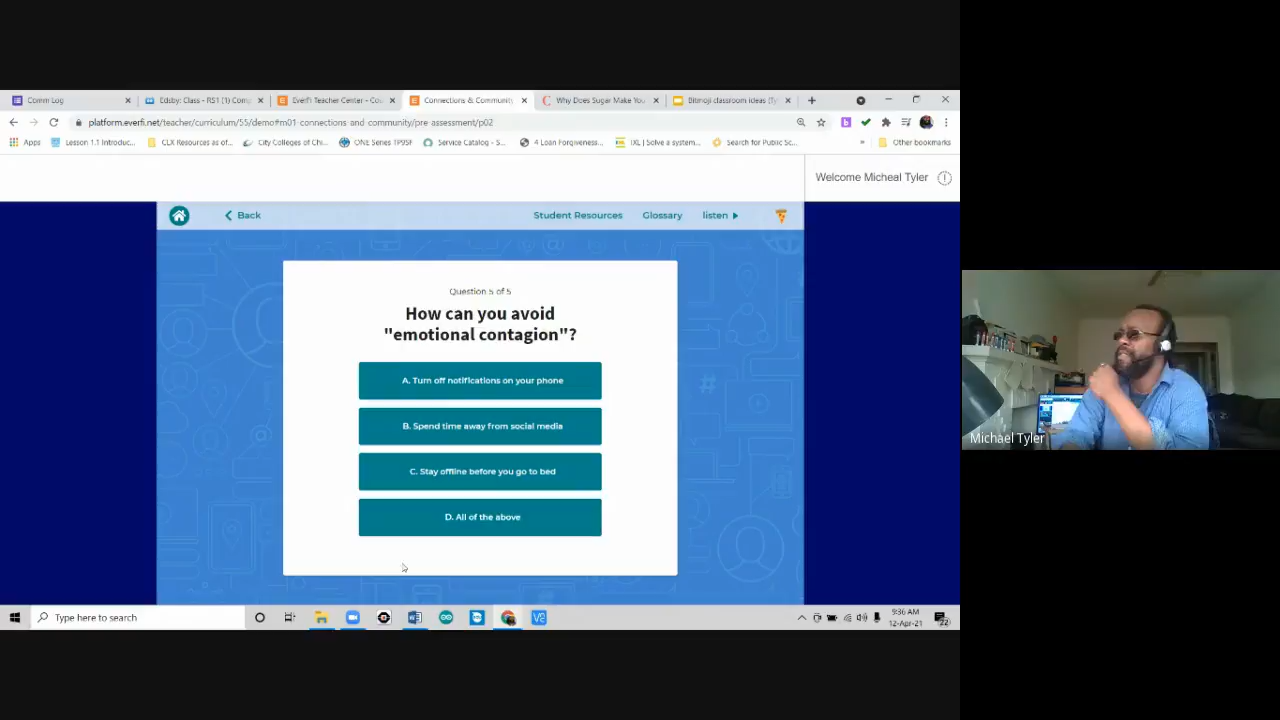 Comm Log
Edsby: Class - RS1 (1) Comp
Everfi Teacher Center - Cou
Connections & Community
Why Does Sugar Make You
Bitmoji classroom ideas (Ty
platform.everfi.net/teacher/curriculum/55/demo#m01-connections-and-community/pre-assessment/p02
Apps
Lesson 1.1 Introduc...
CLX Resources as of...
City Colleges of Chi...
ONE Series TP9SF
Service Catalog - S...
4 Loan Forgiveness...
IXL | Solve a system...
Search for Public Sc...
»
Other bookmarks
Welcome Micheal Tyler
Back
Student Resources
Glossary
listen
Question 5 of 5
How can you avoid
"emotional contagion"?
A. Turn off notifications on your phone
B. Spend time away from social media
C. Stay offline before you go to bed
D. All of the above
Michael Tyler
Type here to search
9:36 AM
12-Apr-21
22